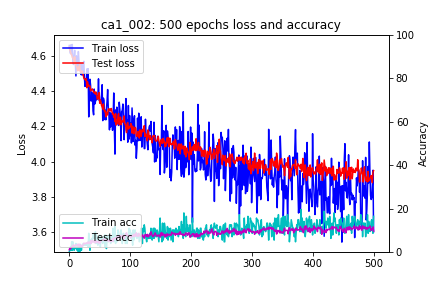 ca1_002: 500 epochs loss and accuracy
Train loss
Test loss
Train acc
Test acc
Loss
4.6
4.4
4.2
4.0
3.8
3.6
Accuracy
100
80
60
40
20
0
0
100
200
300
400
500